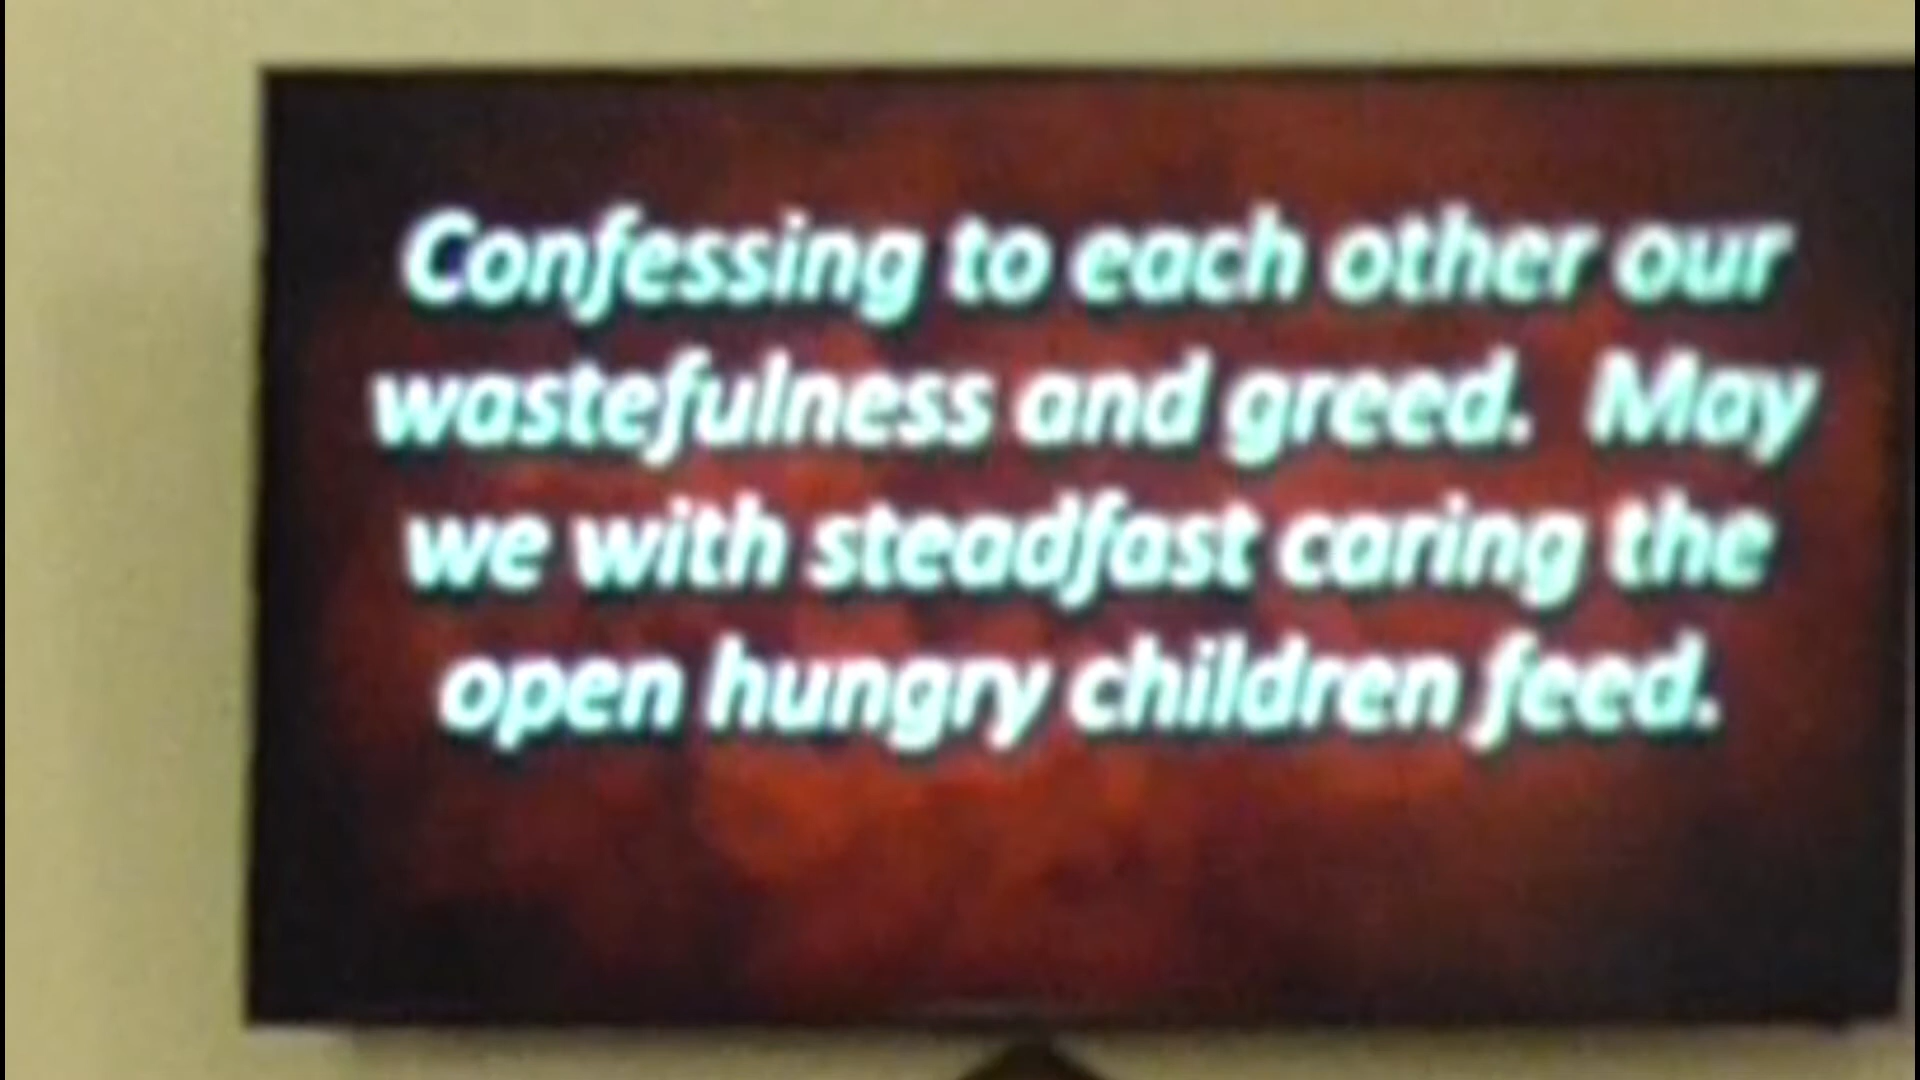 Confessing to each other our
wastefulness and greed. May
we with steadfast caring the
open hungry children feed.